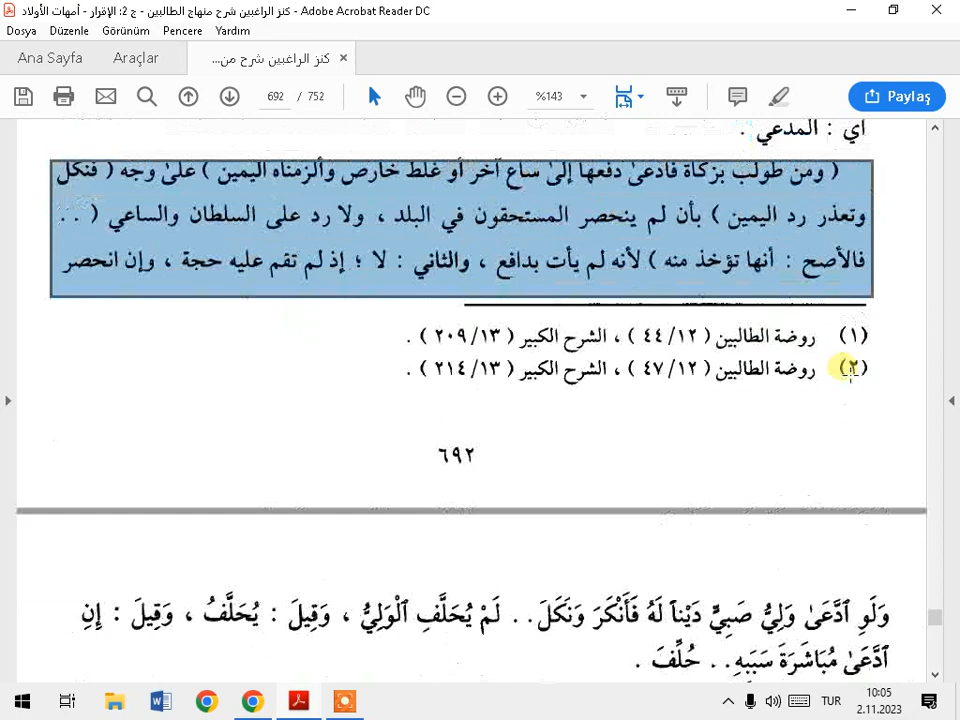 كنز الراغبين شرح منهاج الطالبين - ج 2: الإقرار - أمهات الأولاد - Adobe Acrobat Reader DC
Dosya Düzenle Görünüm Pencere Yardım
Ana Sayfa Araçlar كنز الراغبين شرح من... ×
692 / 752 %143 Paylaş
أي : المدعي .
( ومن طولب بزكاة فادعىٰ دفعها إلىٰ ساع آخر أو غلط خارص وألزمناه اليمين ) علىٰ وجه ( فنكل
وتعذر رد اليمين ) بأن لم ينحصر المستحقون في البلد ، ولا رد على السلطان والساعي ( . .
فالأصح : أنها تؤخذ منه ) لأنه لم يأت بدافع ، والثاني : لا ؛ إذ لم تقم عليه حجة ، وإن انحصر
(١) روضة الطالبين ( ١٢/ ٤٤ ) ، الشرح الكبير ( ١٣/ ٢٠٩ ) .
(٢) روضة الطالبين ( ١٢/ ٤٧ ) ، الشرح الكبير ( ١٣/ ٢١٤ ) .
٦٩٢
وَلَوِ ٱدَّعَىٰ وَلِيُّ صَبِيٍّ دَيْناً لَهُ فَأَنْكَرَ وَنَكَلَ . . لَمْ يُحَلَّفِ ٱلْوَلِيُّ ، وَقِيلَ : يُحَلَّفُ ، وَقِيلَ : إِنِ
ٱدَّعَىٰ مُبَاشَرَةَ سَبَبِهِ . . حُلِّفَ .
TUR 10:05
2.11.2023